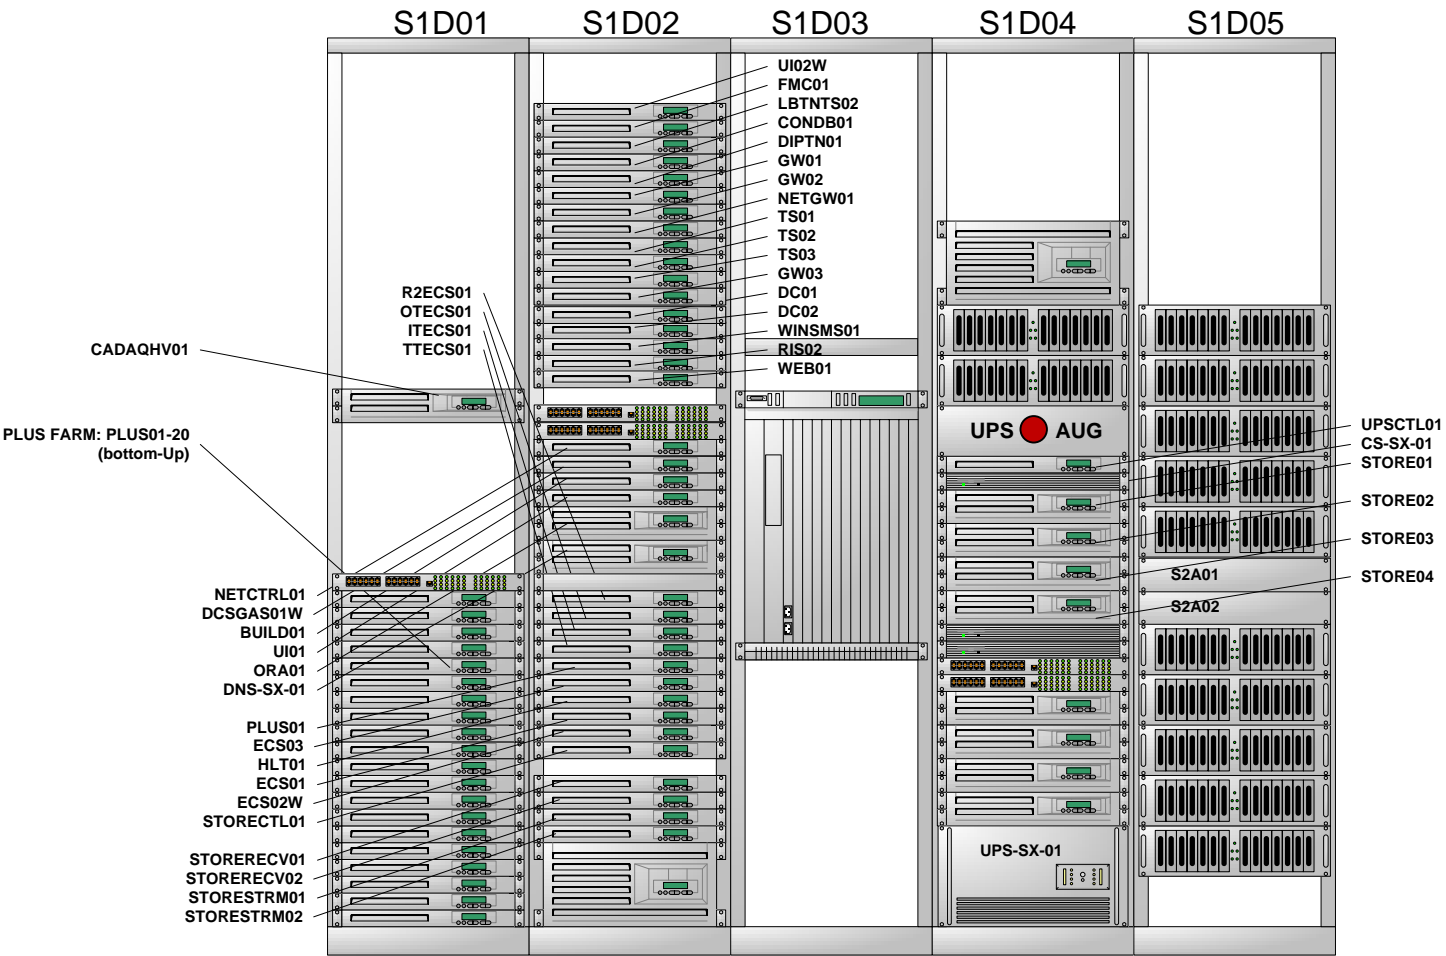 S1D01
S1D02
S1D03
S1D04
S1D05
UI02W
FMC01
LBTNTS02
CONDB01
DIPTN01
GW01
GW02
NETGW01
TS01
TS02
TS03
GW03
DC01
DC02
WINSMS01
RIS02
WEB01
R2ECS01
OTECS01
ITECS01
TTECS01
CADAQHV01
PLUS FARM: PLUS01-20
(bottom-Up)
NETCTRL01
DCSGAS01W
BUILD01
UI01
ORA01
DNS-SX-01
PLUS01
ECS03
HLT01
ECS01
ECS02W
STORECTL01
STORERECV01
STORERECV02
STORESTRM01
STORESTRM02
UPS AUG
UPS-SX-01
UPSCTL01
CS-SX-01
STORE01
STORE02
STORE03
STORE04
S2A01
S2A02